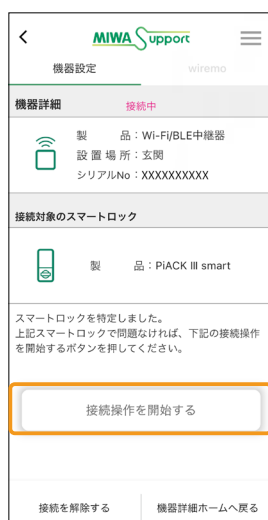 MIWA Support
機器設定
wiremo
機器詳細 接続中
製 品：Wi-Fi/BLE中継器
設 置 場 所：玄関
シリアルNo：XXXXXXXXXX
接続対象のスマートロック
製 品：PiACK III smart
スマートロックを特定しました。
上記スマートロックで問題なければ、下記の接続操作
を開始するボタンを押してください。
接続操作を開始する
接続を解除する
機器詳細ホームへ戻る